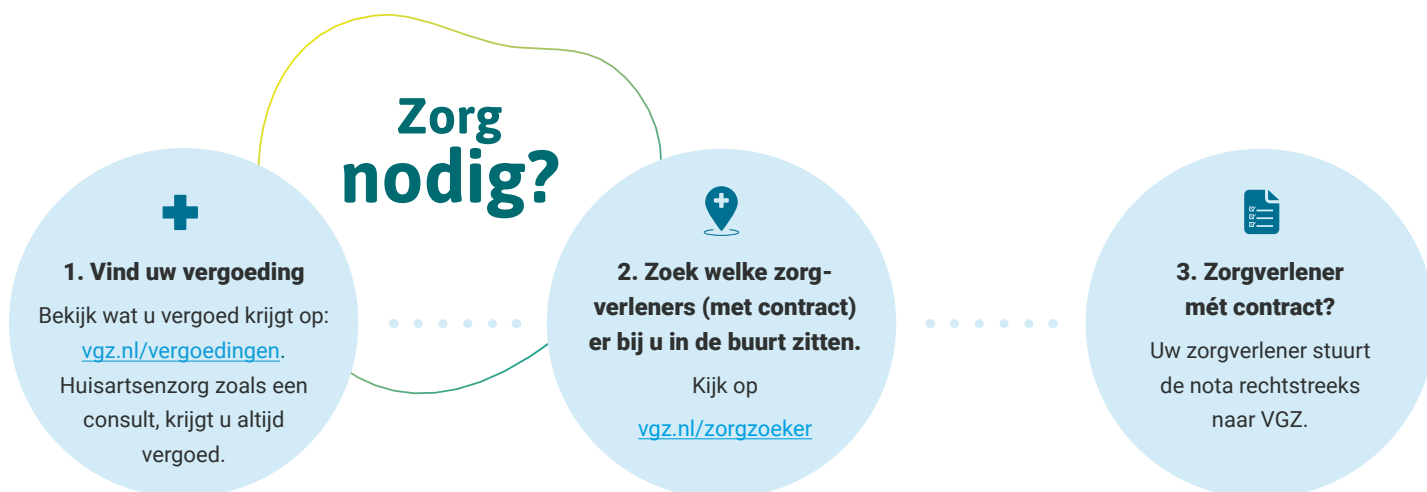 Zorg
nodig?
1. Vind uw vergoeding
Bekijk wat u vergoed krijgt op:
vgz.nl/vergoedingen.
Huisartsenzorg zoals een
consult, krijgt u altijd
vergoed.
2. Zoek welke zorg-
verleners (met contract)
er bij u in de buurt zitten.
Kijk op
vgz.nl/zorgzoeker
3. Zorgverlener
mét contract?
Uw zorgverlener stuurt
de nota rechtstreeks
naar VGZ.